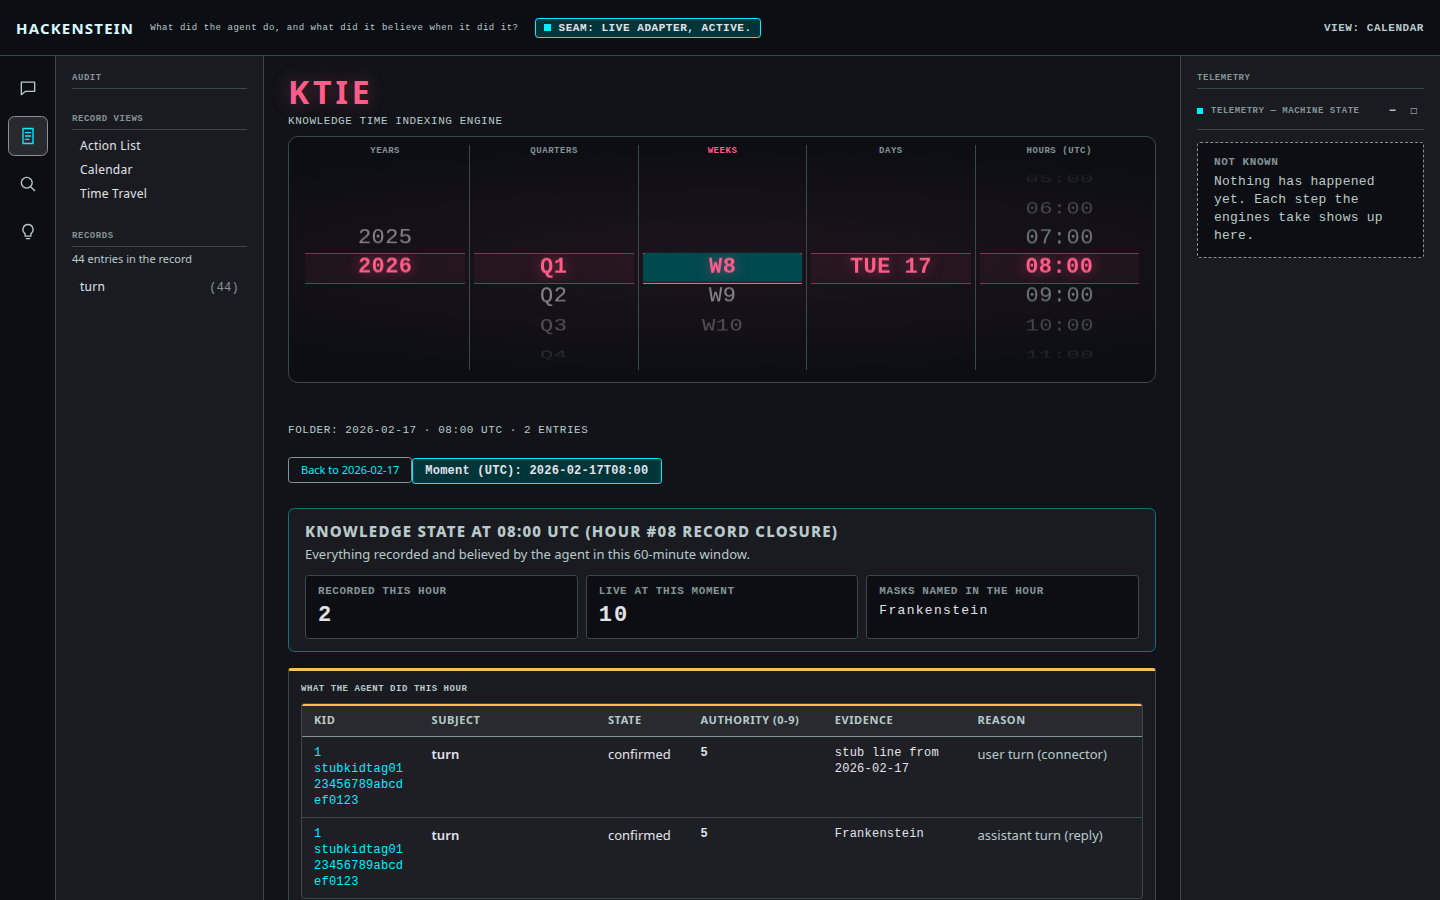 HACKENSTEIN
What did the agent do, and what did it believe when it did it?
SEAM: LIVE ADAPTER, ACTIVE.
VIEW: CALENDAR
AUDIT
RECORD VIEWS
Action List
Calendar
Time Travel
RECORDS
44 entries in the record
turn (44)
KTIE
KNOWLEDGE TIME INDEXING ENGINE
YEARS
2025
2026
QUARTERS
Q1
Q2
Q3
Q4
WEEKS
W8
W9
W10
DAYS
TUE 17
HOURS (UTC)
05:00
06:00
07:00
08:00
09:00
10:00
11:00
FOLDER: 2026-02-17 · 08:00 UTC · 2 ENTRIES
Back to 2026-02-17
Moment (UTC): 2026-02-17T08:00
KNOWLEDGE STATE AT 08:00 UTC (HOUR #08 RECORD CLOSURE)
Everything recorded and believed by the agent in this 60-minute window.
RECORDED THIS HOUR
2
LIVE AT THIS MOMENT
10
MASKS NAMED IN THE HOUR
Frankenstein
WHAT THE AGENT DID THIS HOUR
KID SUBJECT STATE AUTHORITY (0-9) EVIDENCE REASON
1
stubkidtag01
23456789abcd
ef0123
turn
confirmed
5
stub line from
2026-02-17
user turn (connector)
1
stubkidtag01
23456789abcd
ef0123
turn
confirmed
5
Frankenstein
assistant turn (reply)
TELEMETRY
TELEMETRY — MACHINE STATE
NOT KNOWN
Nothing has happened
yet. Each step the
engines take shows up
here.